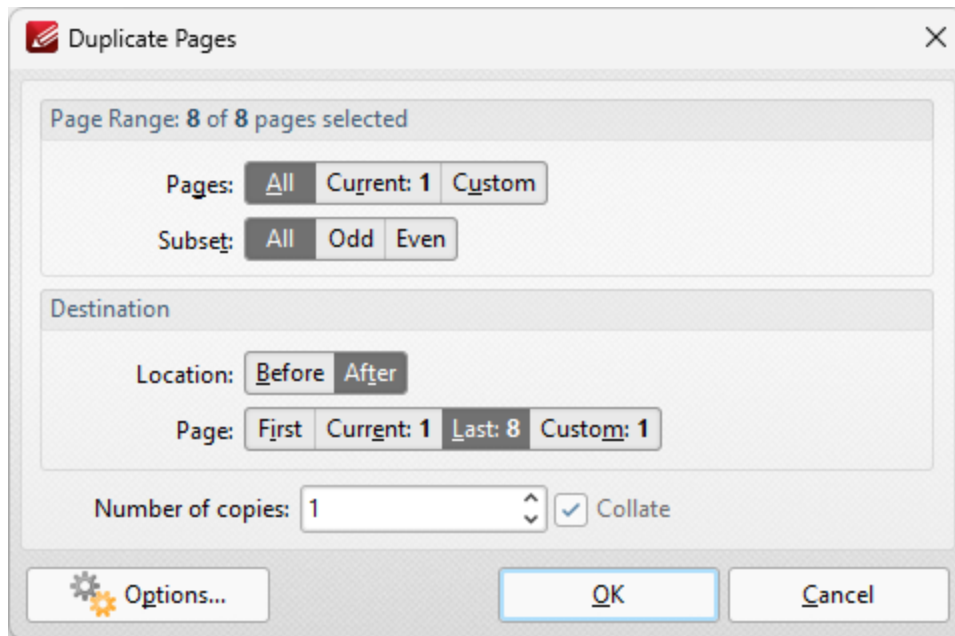 Duplicate Pages
Page Range: 8 of 8 pages selected
Pages: All Current: 1 Custom
Subset: All Odd Even
Destination
Location: Before After
Page: First Current: 1 Last: 8 Custom: 1
Number of copies: 1 Collate
Options... OK Cancel